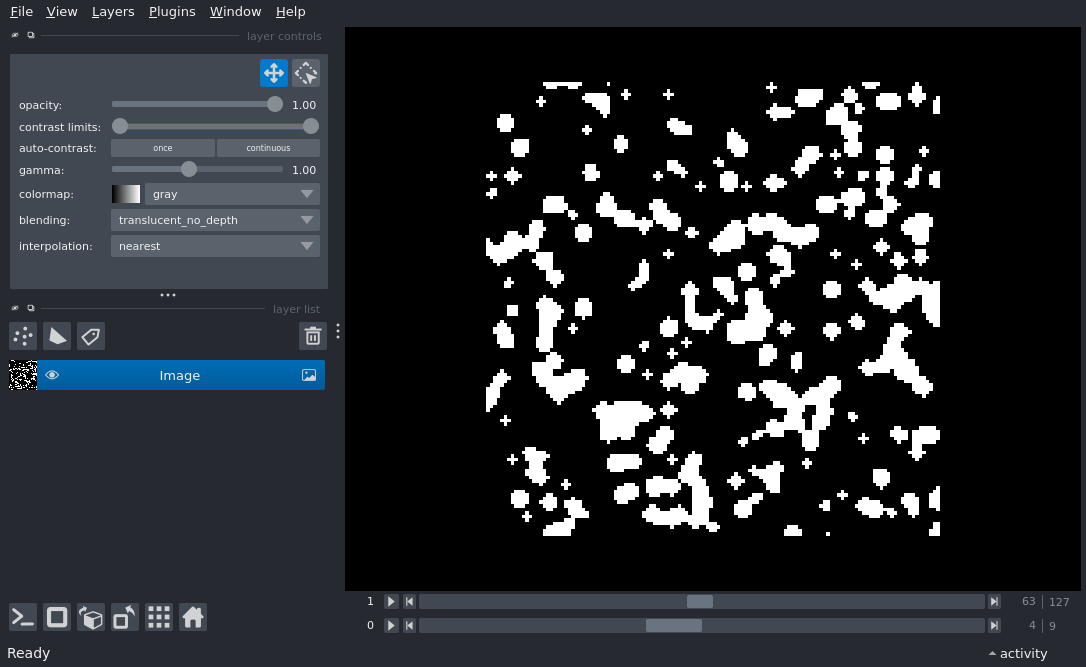 File View Layers Plugins Window Help
layer controls
opacity: 1.00
contrast limits:
auto-contrast: once continuous
gamma: 1.00
colormap: gray
blending: translucent_no_depth
interpolation: nearest
layer list
Image
1 63 | 127
0 4 | 9
Ready activity